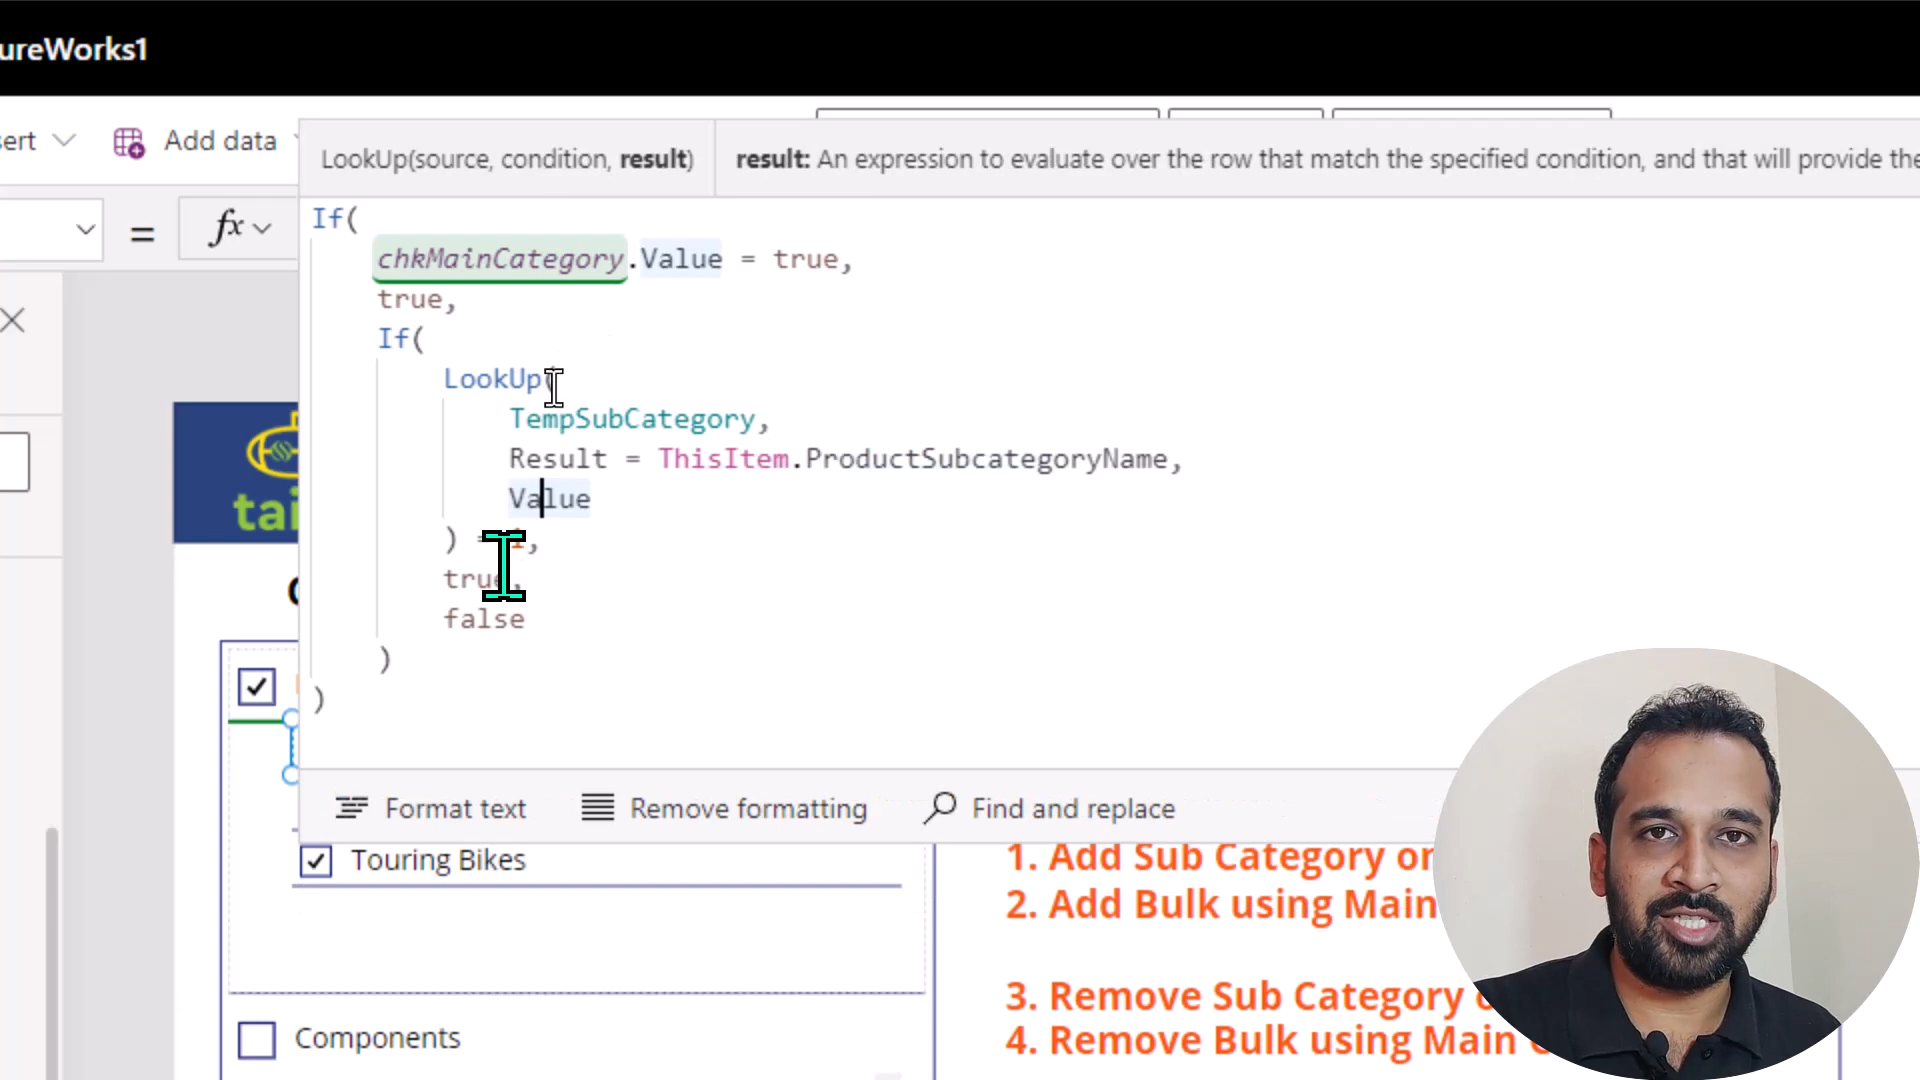 ureWorks1
ert
Add data
LookUp(source, condition, result)
result: An expression to evaluate over the row that match the specified condition, and that will provide the
=
fx
If(
chkMainCategory.Value = true,
true,
If(
LookUp(
TempSubCategory,
Result = ThisItem.ProductSubcategoryName,
Value
) = 1,
true,
false
)
)
tai
Format text
Remove formatting
Find and replace
Touring Bikes
Components
1. Add Sub Category or
2. Add Bulk using Main
3. Remove Sub Category
4. Remove Bulk using Main